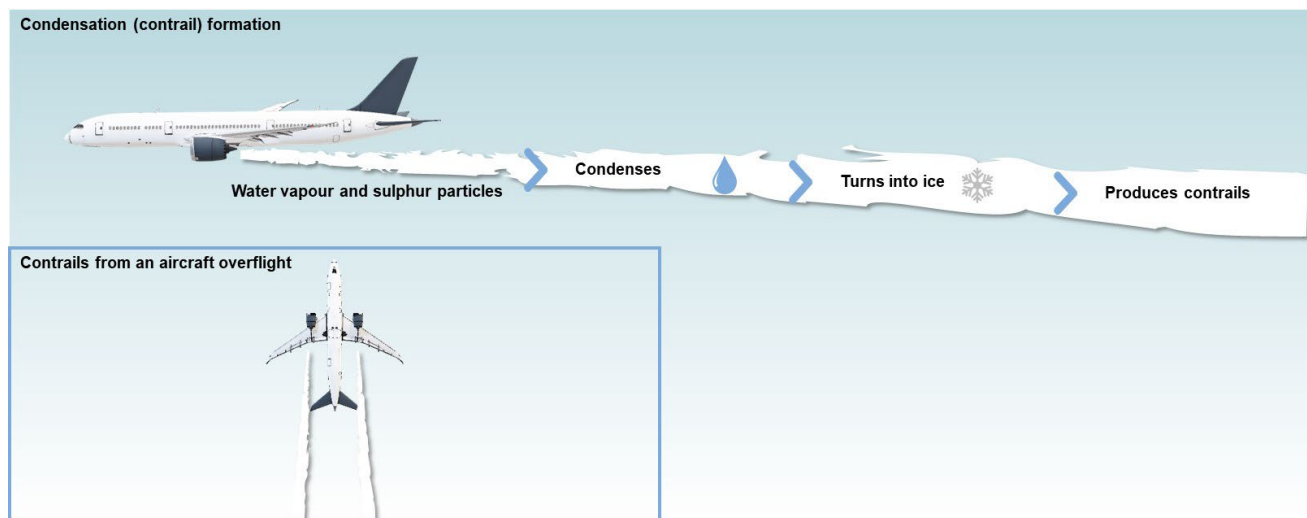 Condensation (contrail) formation
Water vapour and sulphur particles
Condenses
Turns into ice
Produces contrails
Contrails from an aircraft overflight